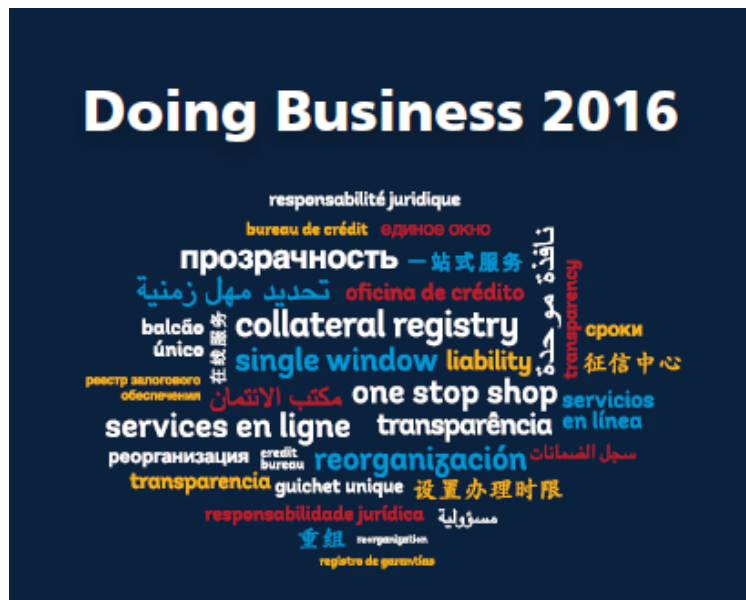 Doing Business 2016
responsabilité juridique
bureau de crédit единое окно
прозрачность 一站式服务
نافذة موحدة
تحديد مهل زمنية oficina de crédito
transparency
balcão único
在线服务
collateral registry
сроки
single window liability 征信中心
реестр залогового обеспечения
مكتب الائتمان one stop shop
servicios en línea
services en ligne transparência
реорганизация credit bureau reorganización سجل الضمانات
transparencia guichet unique 设置办理时限
responsabilidade jurídica مسؤولية
重组 reorganization
registro de garantías